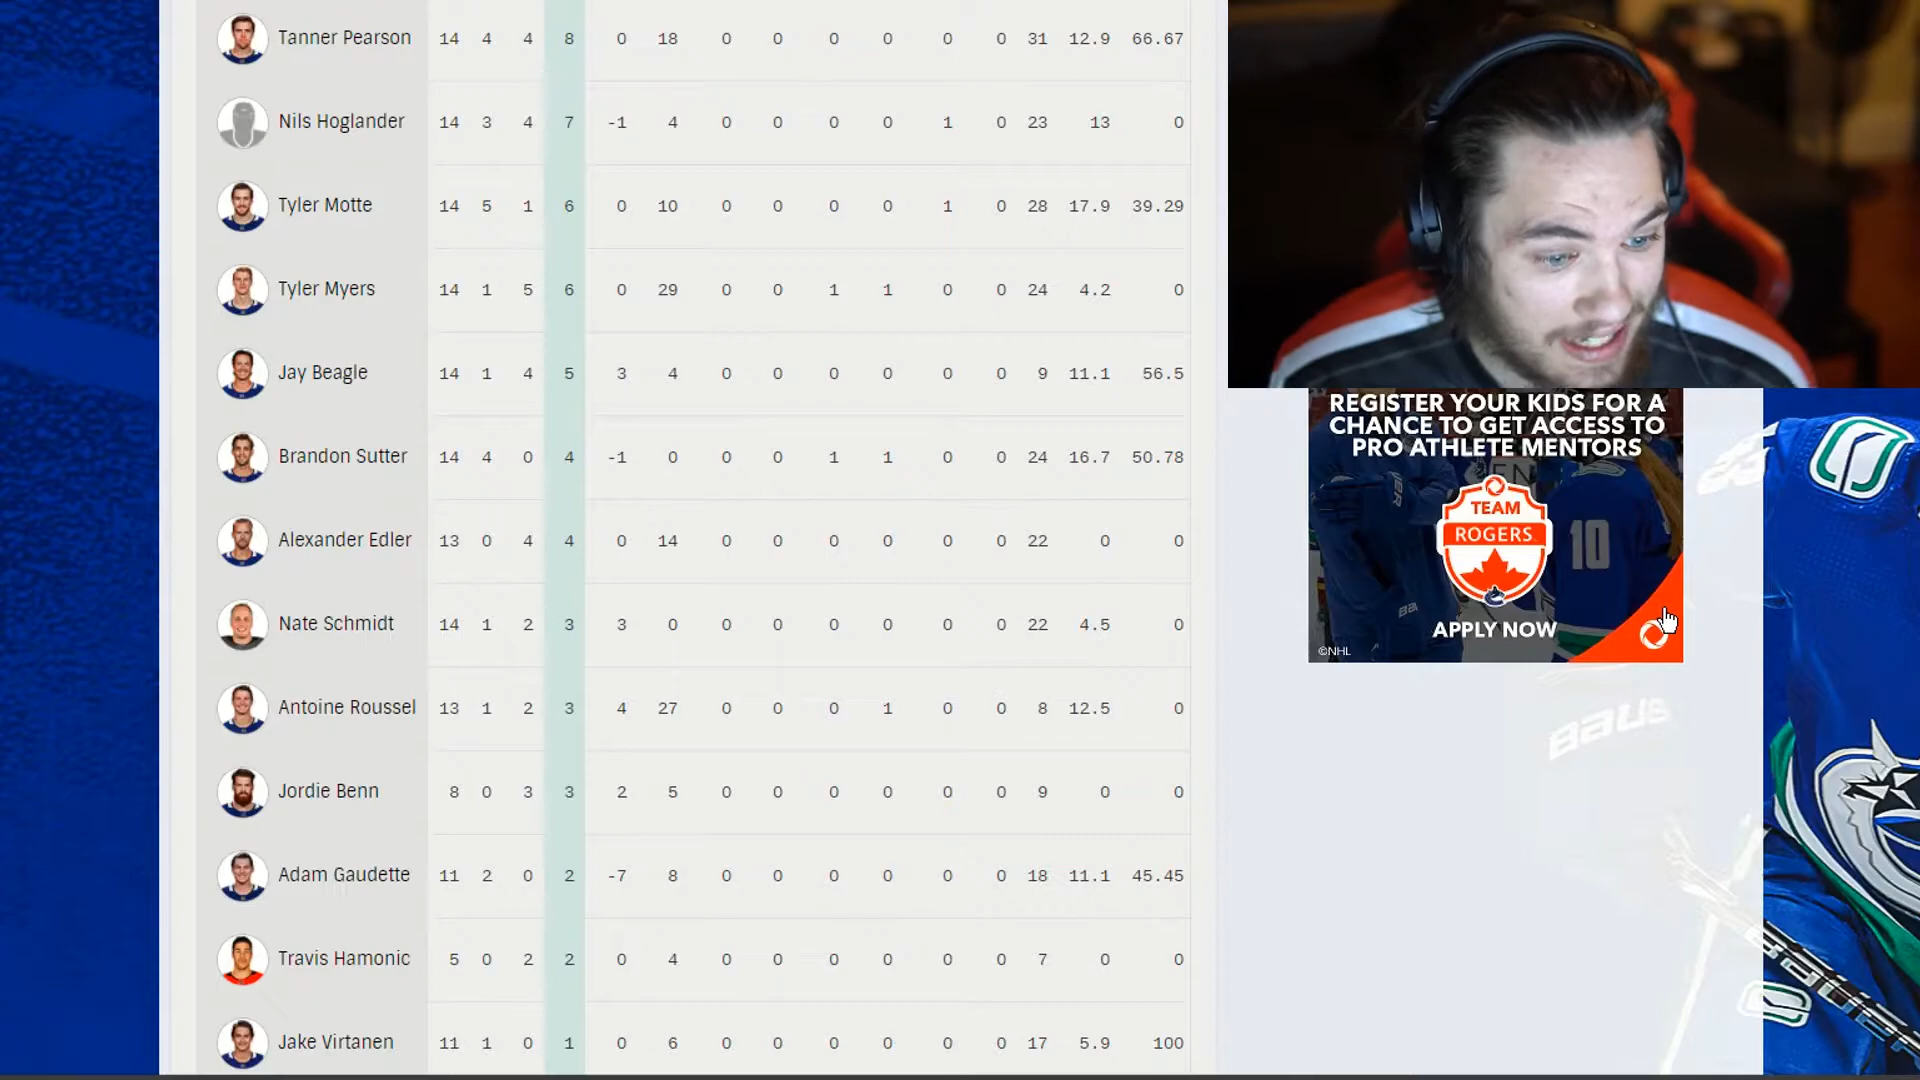 Tanner Pearson 14 4 4 8 0 18 0 0 0 0 0 0 31 12.9 66.67
Nils Hoglander 14 3 4 7 -1 4 0 0 0 0 1 0 23 13 0
Tyler Motte 14 5 1 6 0 10 0 0 0 0 1 0 28 17.9 39.29
Tyler Myers 14 1 5 6 0 29 0 0 1 1 0 0 24 4.2 0
Jay Beagle 14 1 4 5 3 4 0 0 0 0 0 0 9 11.1 56.5
Brandon Sutter 14 4 0 4 -1 0 0 0 1 1 0 0 24 16.7 50.78
Alexander Edler 13 0 4 4 0 14 0 0 0 0 0 0 22 0 0
Nate Schmidt 14 1 2 3 3 0 0 0 0 0 0 0 22 4.5 0
Antoine Roussel 13 1 2 3 4 27 0 0 0 1 0 0 8 12.5 0
Jordie Benn 8 0 3 3 2 5 0 0 0 0 0 0 9 0 0
Adam Gaudette 11 2 0 2 -7 8 0 0 0 0 0 0 18 11.1 45.45
Travis Hamonic 5 0 2 2 0 4 0 0 0 0 0 0 7 0 0
Jake Virtanen 11 1 0 1 0 6 0 0 0 0 0 0 17 5.9 100
REGISTER YOUR KIDS FOR A
CHANCE TO GET ACCESS TO
PRO ATHLETE MENTORS
TEAM
ROGERS
10
APPLY NOW
©NHL
BAUE